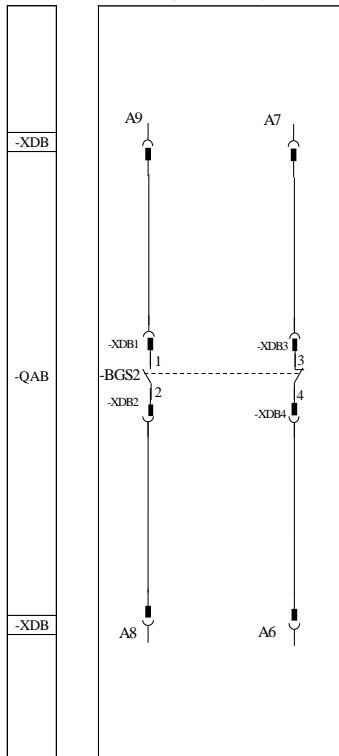 A9
A7
-XDB
-XDB1
-XDB3
1
3
-QAB
-BGS2
2
4
-XDB2
-XDB4
-XDB
A8
A6